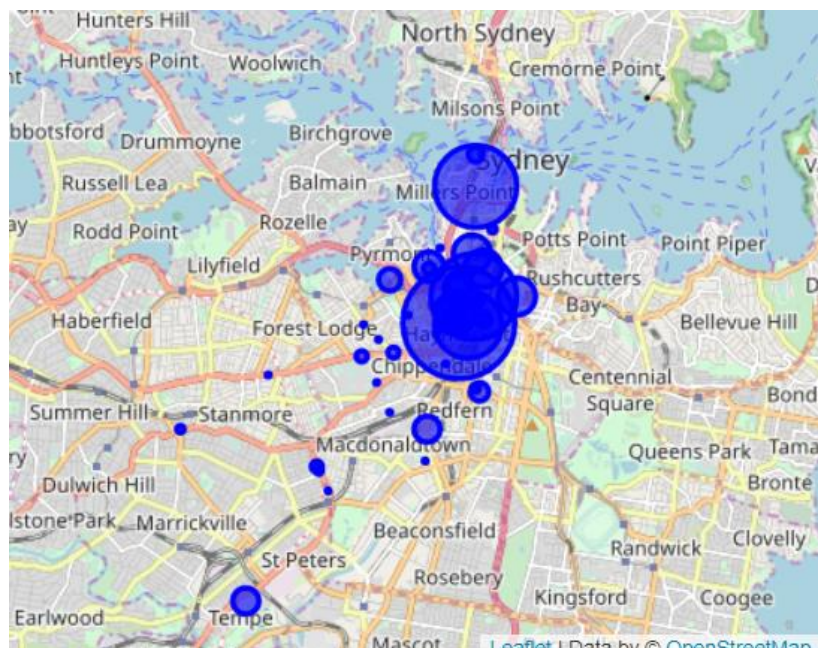 Hunters Hill
North Sydney
Huntleys Point
Woolwich
Cremorne Point
Milsons Point
bbotsford
Drummoyne
Birchgrove
Sydney
Russell Lea
Balmain
Millers Point
ay
Rodd Point
Rozelle
Potts Point
Point Piper
Pyrmon
Lilyfield
Rushcutters
Bay
Haberfield
Forest Lodge
Bellevue Hill
Chippendale
Centennial
Square
Bond
Summer Hill
Stanmore
Redfern
Macdonaldtown
Queens Park
Tama
ry
Dulwich Hill
Bronte
lstone Park
Marrickville
Beaconsfield
Clovelly
St Peters
Randwick
Rosebery
Earlwood
Tempe
Kingsford
Coogee
Mascot
Leaflet | Data by © OpenStreetMap